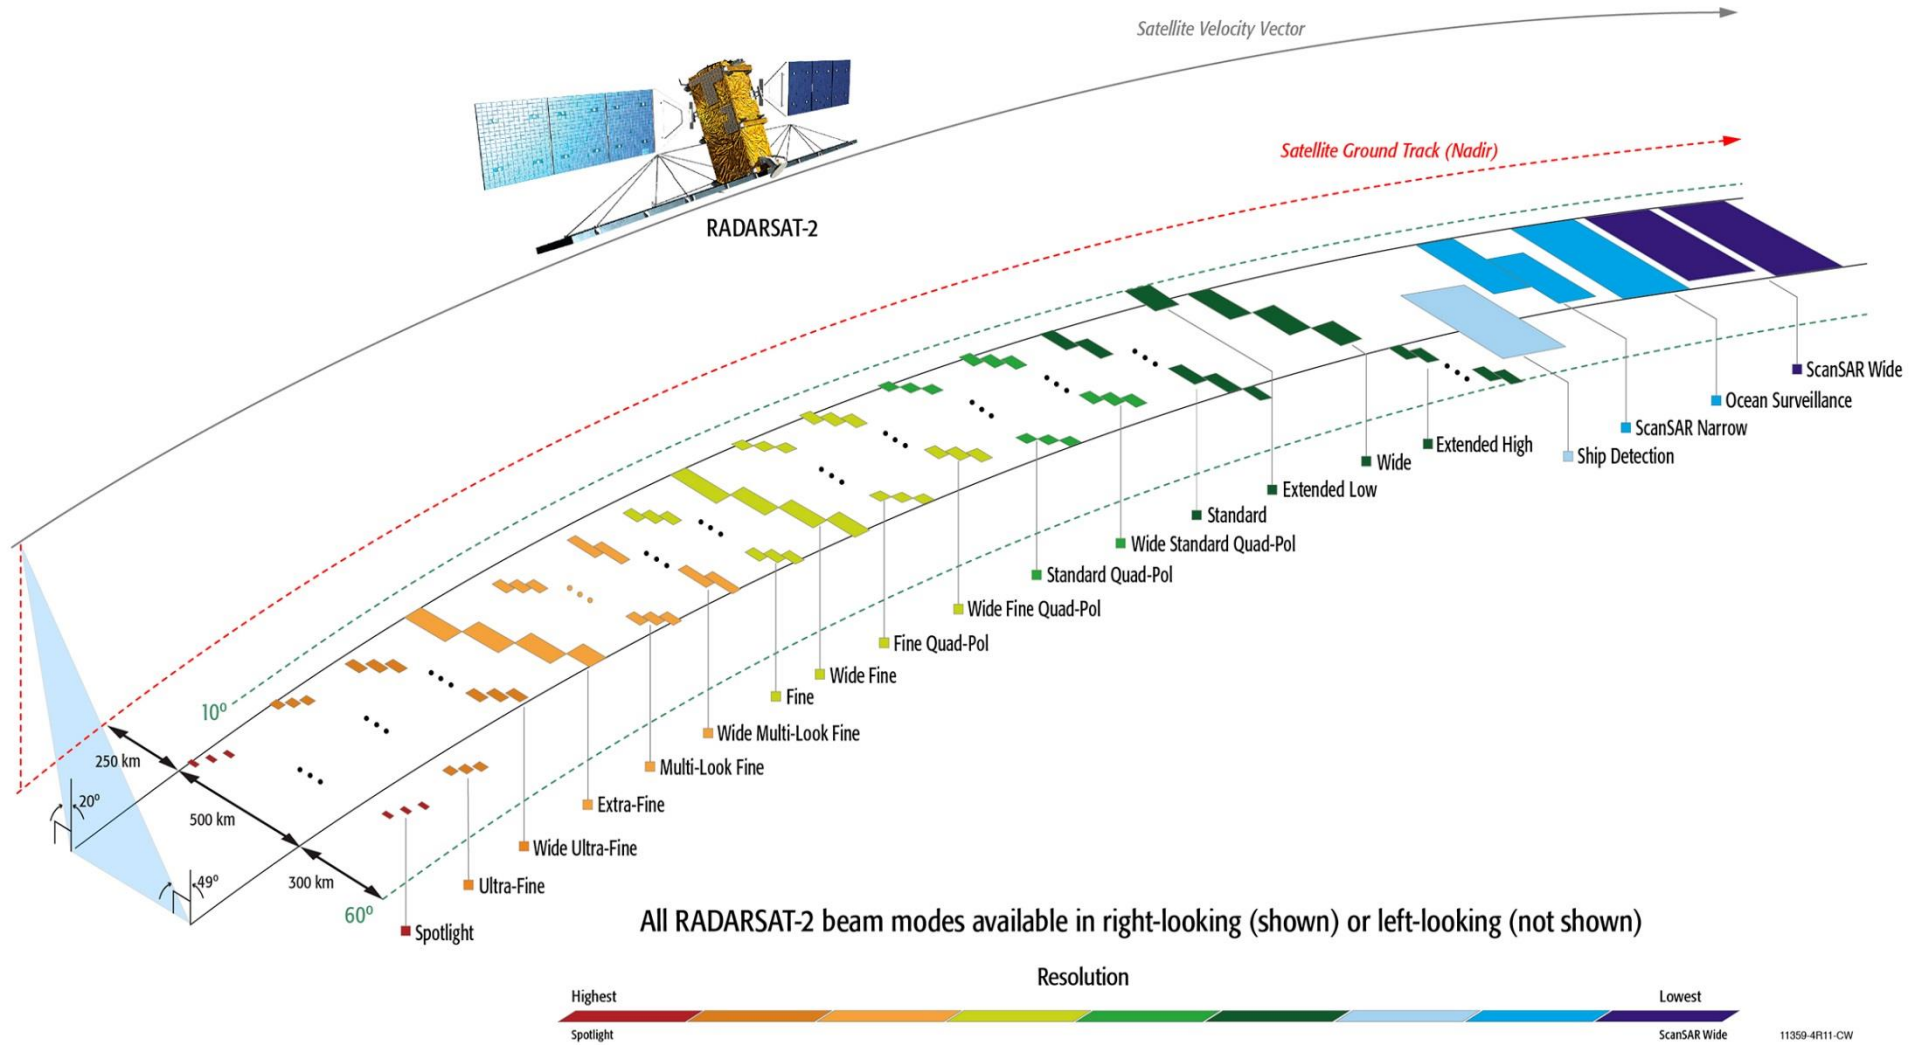 Satellite Velocity Vector
Satellite Ground Track (Nadir)
RADARSAT-2
10º
250 km
20º
500 km
49º
300 km
60º
ScanSAR Wide
Ocean Surveillance
ScanSAR Narrow
Ship Detection
Extended High
Wide
Extended Low
Standard
Wide Standard Quad-Pol
Standard Quad-Pol
Wide Fine Quad-Pol
Fine Quad-Pol
Wide Fine
Fine
Wide Multi-Look Fine
Multi-Look Fine
Extra-Fine
Wide Ultra-Fine
Ultra-Fine
Spotlight
All RADARSAT-2 beam modes available in right-looking (shown) or left-looking (not shown)
Resolution
Highest
Lowest
Spotlight
ScanSAR Wide
11359-4R11-CW